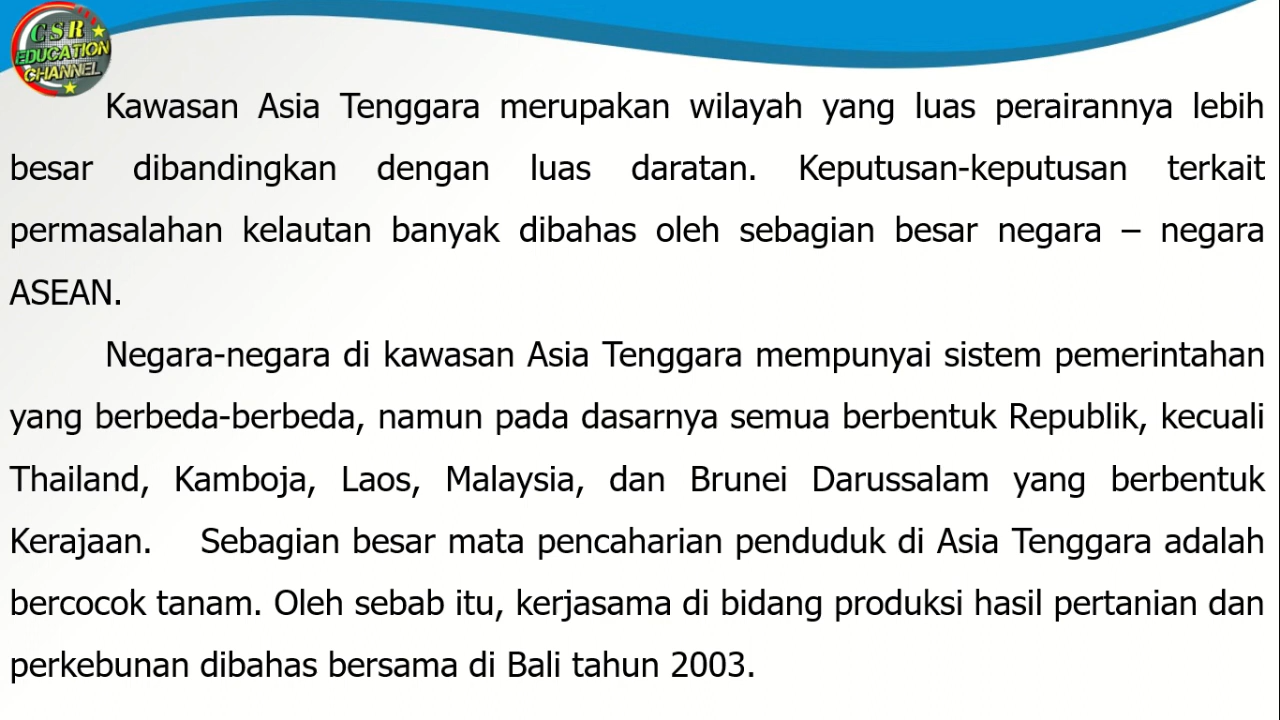 CSR
EDUCATION
CHANNEL
Kawasan Asia Tenggara merupakan wilayah yang luas perairannya lebih
besar dibandingkan dengan luas daratan. Keputusan-keputusan terkait
permasalahan kelautan banyak dibahas oleh sebagian besar negara – negara
ASEAN.
Negara-negara di kawasan Asia Tenggara mempunyai sistem pemerintahan
yang berbeda-berbeda, namun pada dasarnya semua berbentuk Republik, kecuali
Thailand, Kamboja, Laos, Malaysia, dan Brunei Darussalam yang berbentuk
Kerajaan. Sebagian besar mata pencaharian penduduk di Asia Tenggara adalah
bercocok tanam. Oleh sebab itu, kerjasama di bidang produksi hasil pertanian dan
perkebunan dibahas bersama di Bali tahun 2003.